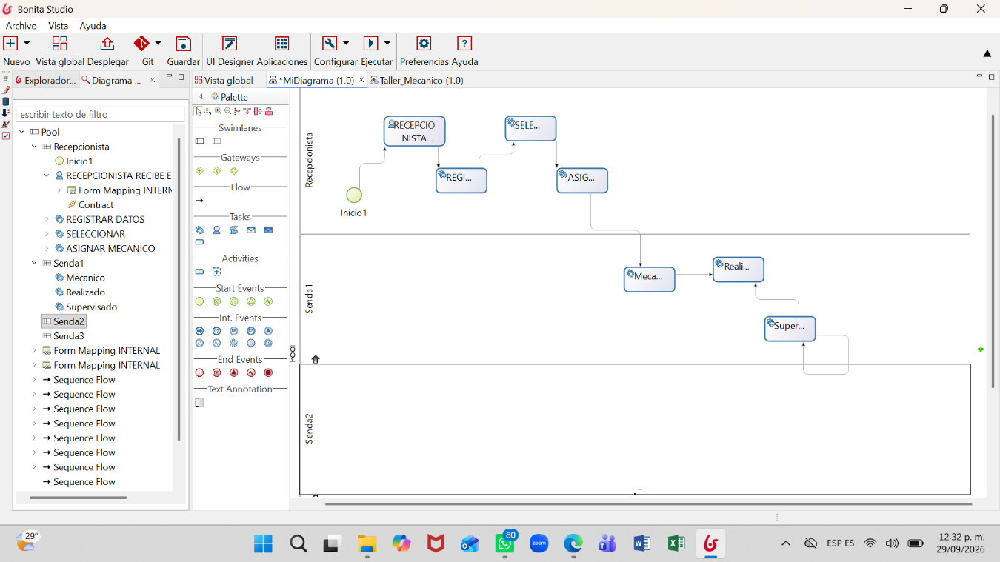 Bonita Studio
Archivo Vista Ayuda
Nuevo Vista global Desplegar Git Guardar UI Designer Aplicaciones Configurar Ejecutar Preferencias Ayuda
Explorador... Diagrama ...
Vista global *MiDiagrama (1.0) Taller_Mecanico (1.0)
escribir texto de filtro
Pool
Recepcionista
Inicio1
RECEPCIONISTA RECIBE E
Form Mapping INTERN
Contract
REGISTRAR DATOS
SELECCIONAR
ASIGNAR MECANICO
Senda1
Mecanico
Realizado
Supervisado
Senda2
Senda3
Form Mapping INTERNAL
Form Mapping INTERNAL
Sequence Flow
Sequence Flow
Sequence Flow
Sequence Flow
Sequence Flow
Sequence Flow
Sequence Flow
Sequence Flow
Palette
Swimlanes
Gateways
Flow
Tasks
Activities
Start Events
Int. Events
End Events
Text Annotation
Pool
Recepcionista
RECEPCIO
NISTA...
SELE...
REGI...
ASIG...
Inicio1
Senda1
Meca...
Reali...
Super...
Senda2
29°
80
zoom
ESP ES
12:32 p. m.
29/09/2026